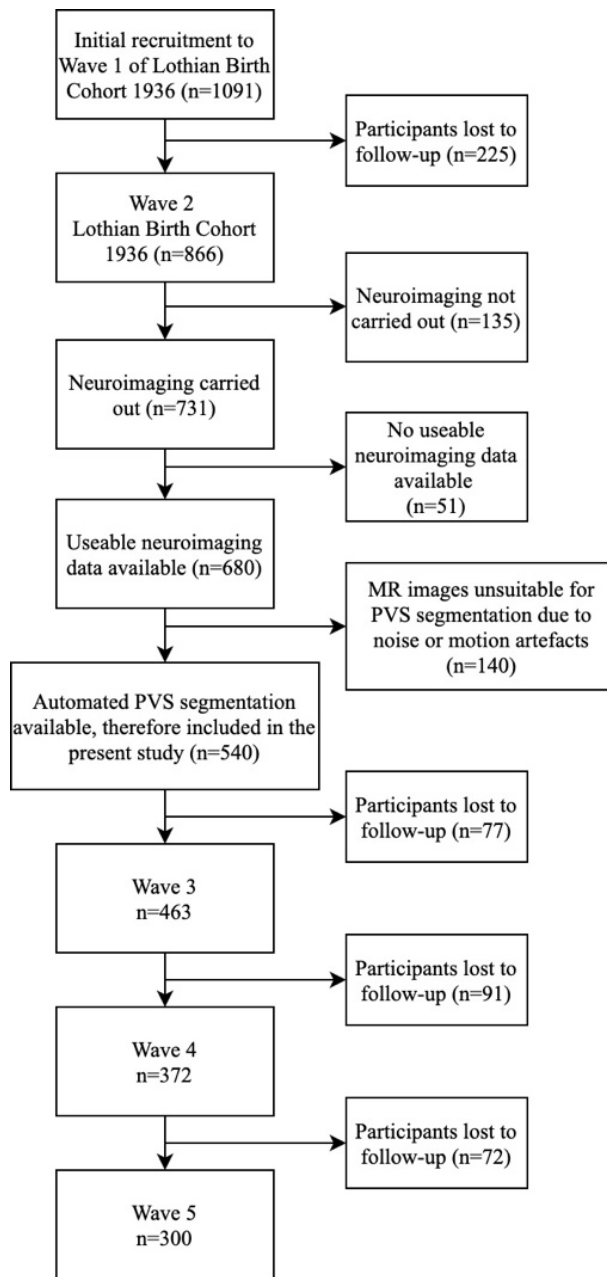 Initial recruitment to
Wave 1 of Lothian Birth
Cohort 1936 (n=1091)
Participants lost to
follow-up (n=225)
Wave 2
Lothian Birth Cohort
1936 (n=866)
Neuroimaging not
carried out (n=135)
Neuroimaging carried
out (n=731)
No useable
neuroimaging data
available
(n=51)
Useable neuroimaging
data available (n=680)
MR images unsuitable for
PVS segmentation due to
noise or motion artefacts
(n=140)
Automated PVS segmentation
available, therefore included in the
present study (n=540)
Participants lost to
follow-up (n=77)
Wave 3
n=463
Participants lost to
follow-up (n=91)
Wave 4
n=372
Participants lost to
follow-up (n=72)
Wave 5
n=300